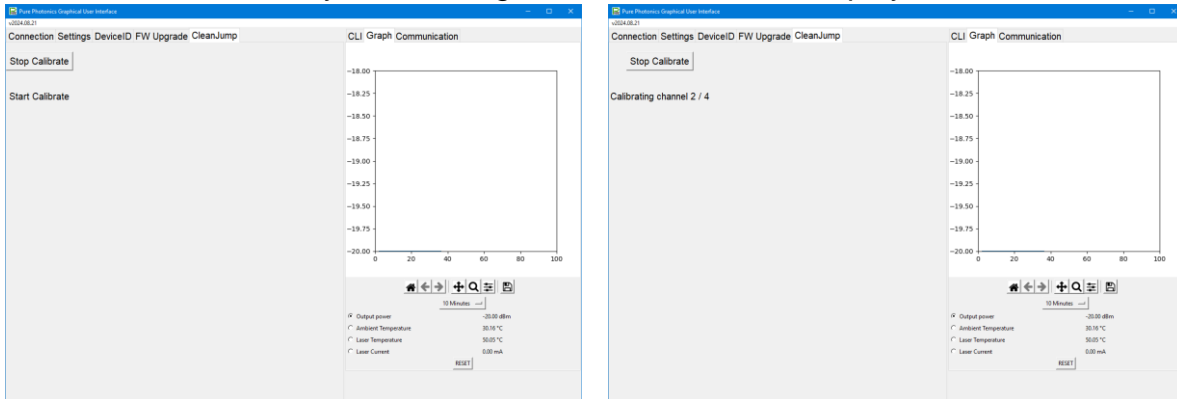 Pure Photonics Graphical User Interface
v2024.08.21
Connection Settings DeviceID FW Upgrade CleanJump
CLI Graph Communication
Stop Calibrate
Start Calibrate
−18.00
−18.25
−18.50
−18.75
−19.00
−19.25
−19.50
−19.75
−20.00
0 20 40 60 80 100
10 Minutes
Output power -20.00 dBm
Ambient Temperature 30.16 °C
Laser Temperature 50.05 °C
Laser Current 0.00 mA
RESET
Pure Photonics Graphical User Interface
v2024.08.21
Connection Settings DeviceID FW Upgrade CleanJump
CLI Graph Communication
Stop Calibrate
Calibrating channel 2 / 4
−18.00
−18.25
−18.50
−18.75
−19.00
−19.25
−19.50
−19.75
−20.00
0 20 40 60 80 100
10 Minutes
Output power -20.00 dBm
Ambient Temperature 30.16 °C
Laser Temperature 50.05 °C
Laser Current 0.00 mA
RESET